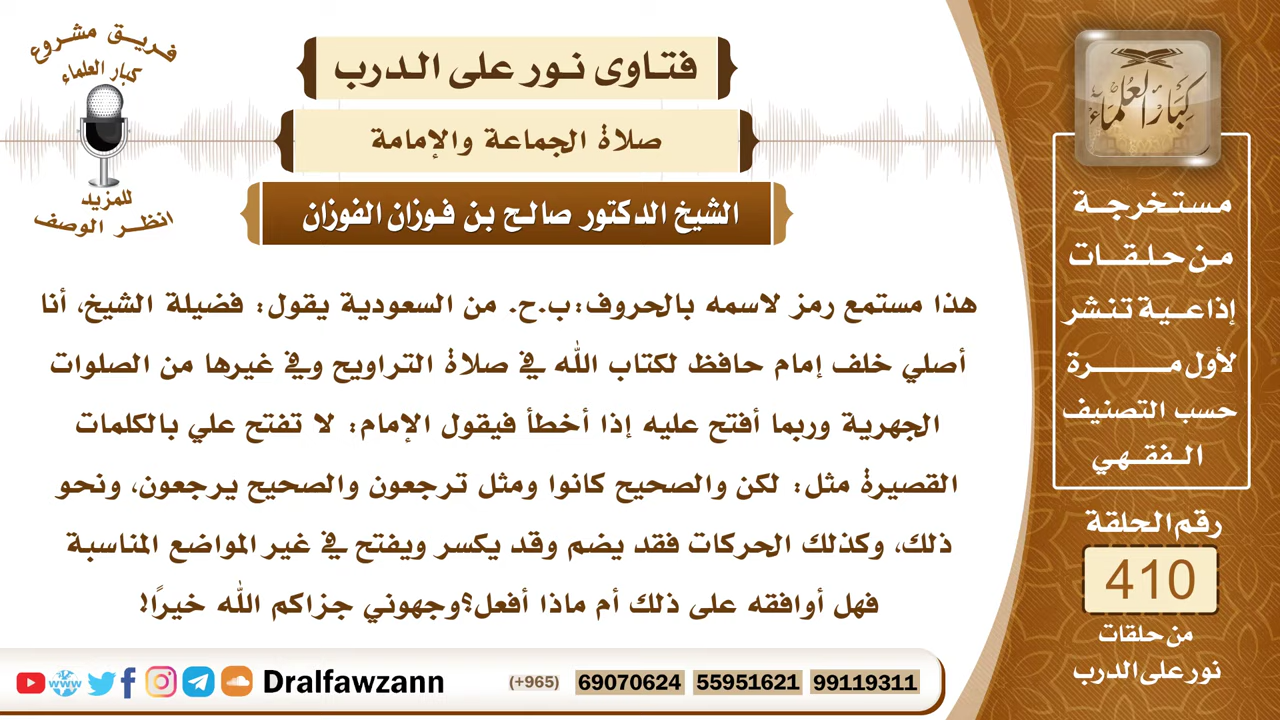 فريق مشروع
كبار العلماء
للمزيد
انظر الوصف
فتاوى نور على الدرب
صلاة الجماعة والإمامة
الشيخ الدكتور صالح بن فوزان الفوزان
هذا مستمع رمز لاسمه بالحروف:ب.ح. من السعودية يقول: فضيلة الشيخ، أنا
أصلي خلف إمام حافظ لكتاب الله في صلاة التراويح وفي غيرها من الصلوات
الجهرية وربما أفتح عليه إذا أخطأ فيقول الإمام: لا تفتح علي بالكلمات
القصيرة مثل: لكن والصحيح كانوا ومثل ترجعون والصحيح يرجعون، ونحو
ذلك، وكذلك الحركات فقد يضم وقد يكسر ويفتح في غير المواضع المناسبة
فهل أوافقه على ذلك أم ماذا أفعل؟وجهوني جزاكم الله خيرًا!
كبار العلماء
مستخرجة
من حلقات
إذاعية تنشر
لأول مرة
حسب التصنيف
الفقهي
رقم الحلقة
410
من حلقات
نور على الدرب
www
Dralfawzann
(+965)
69070624
55951621
99119311